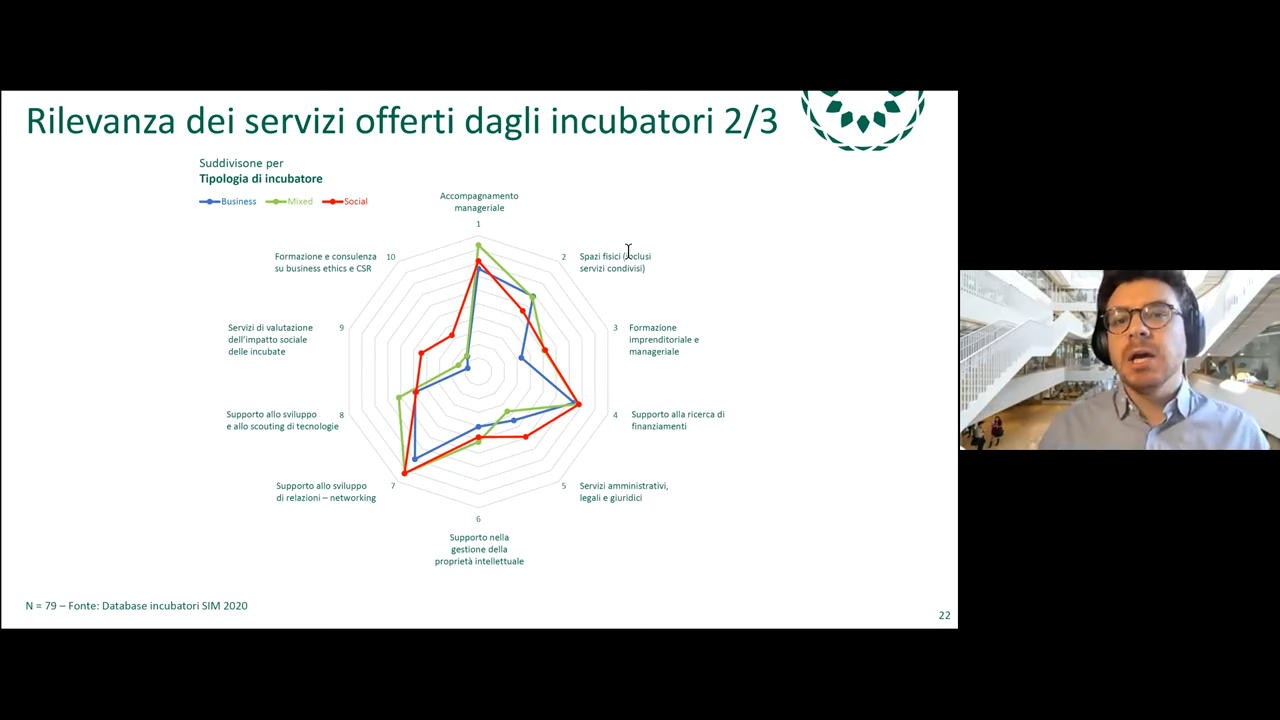 Rilevanza dei servizi offerti dagli incubatori 2/3
Suddivisone per
Tipologia di incubatore
Business
Mixed
Social
Accompagnamento
manageriale
1
2
Spazi fisici (esclusi
servizi condivisi)
3
Formazione
imprenditoriale e
manageriale
4
Supporto alla ricerca di
finanziamenti
5
Servizi amministrativi,
legali e giuridici
6
Supporto nella
gestione della
proprietà intellettuale
7
Supporto allo sviluppo
di relazioni – networking
8
Supporto allo sviluppo
e allo scouting di tecnologie
9
Servizi di valutazione
dell'impatto sociale
delle incubate
10
Formazione e consulenza
su business ethics e CSR
N = 79 – Fonte: Database incubatori SIM 2020
22